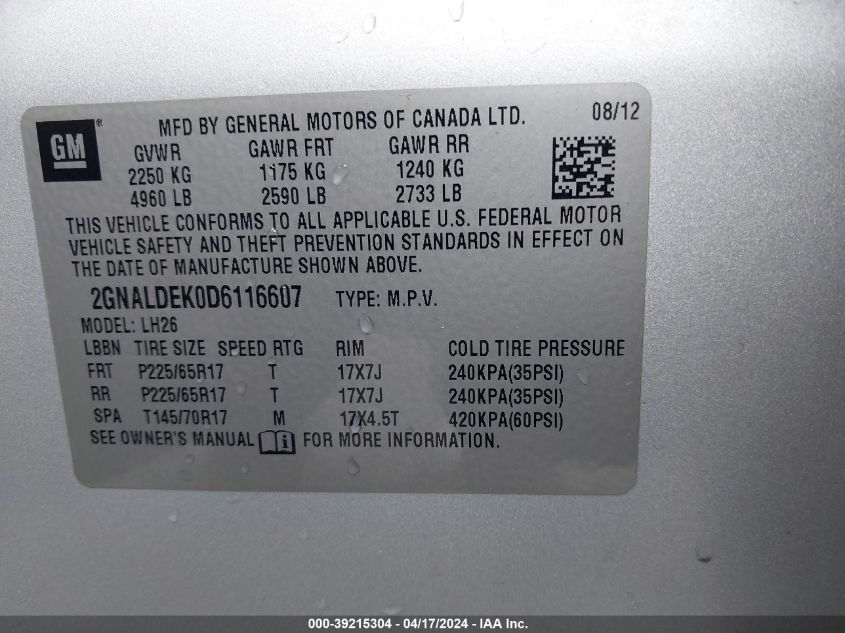 GM ®
MFD BY GENERAL MOTORS OF CANADA LTD. 08/12
GVWR GAWR FRT GAWR RR
2250 KG 1175 KG 1240 KG
4960 LB 2590 LB 2733 LB
THIS VEHICLE CONFORMS TO ALL APPLICABLE U.S. FEDERAL MOTOR
VEHICLE SAFETY AND THEFT PREVENTION STANDARDS IN EFFECT ON
THE DATE OF MANUFACTURE SHOWN ABOVE.
2GNALDEK0D6116607 TYPE: M.P.V.
MODEL: LH26
LBBN TIRE SIZE SPEED RTG RIM COLD TIRE PRESSURE
FRT P225/65R17 T 17X7J 240KPA(35PSI)
RR P225/65R17 T 17X7J 240KPA(35PSI)
SPA T145/70R17 M 17X4.5T 420KPA(60PSI)
SEE OWNER'S MANUAL i FOR MORE INFORMATION.
000-39215304 - 04/17/2024 - IAA Inc.